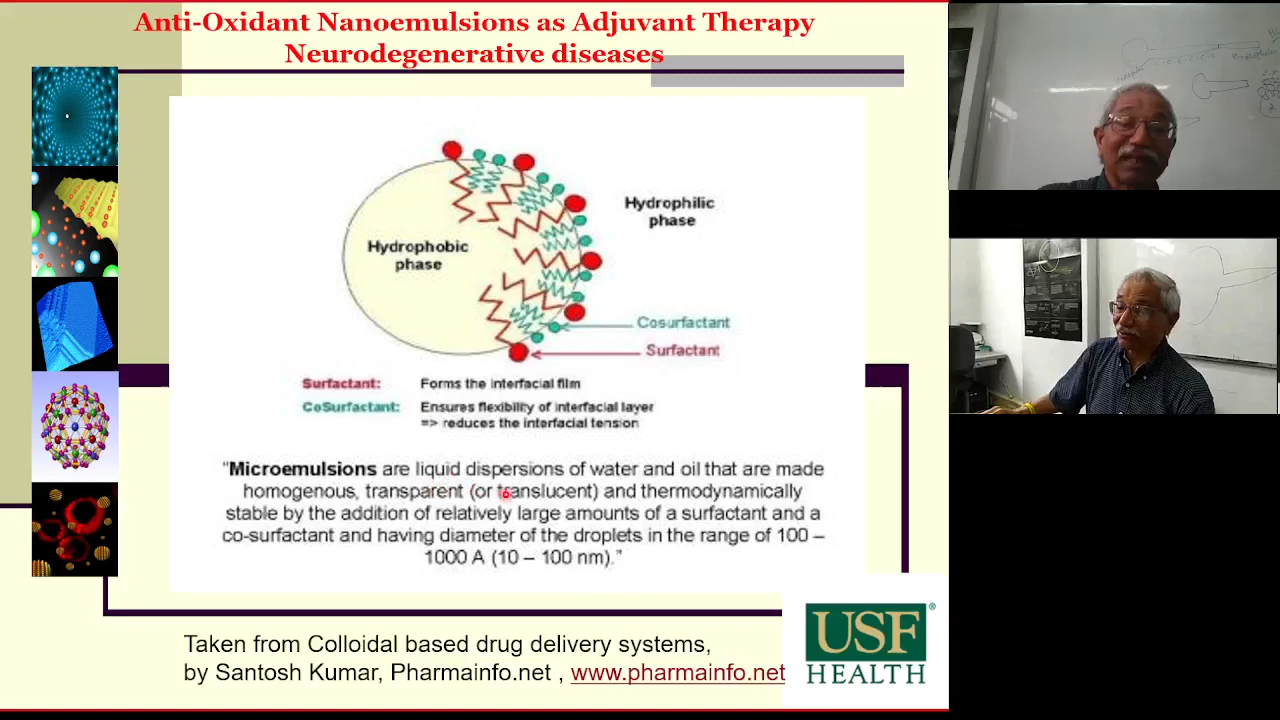 Anti-Oxidant Nanoemulsions as Adjuvant Therapy
Neurodegenerative diseases
Hydrophilic
phase
Hydrophobic
phase
Cosurfactant
Surfactant
Surfactant: Forms the interfacial film
CoSurfactant: Ensures flexibility of interfacial layer
=> reduces the interfacial tension
"Microemulsions are liquid dispersions of water and oil that are made
homogenous, transparent (or translucent) and thermodynamically
stable by the addition of relatively large amounts of a surfactant and a
co-surfactant and having diameter of the droplets in the range of 100 –
1000 A (10 – 100 nm)."
Taken from Colloidal based drug delivery systems,
by Santosh Kumar, Pharmainfo.net , www.pharmainfo.net
USF ®
HEALTH